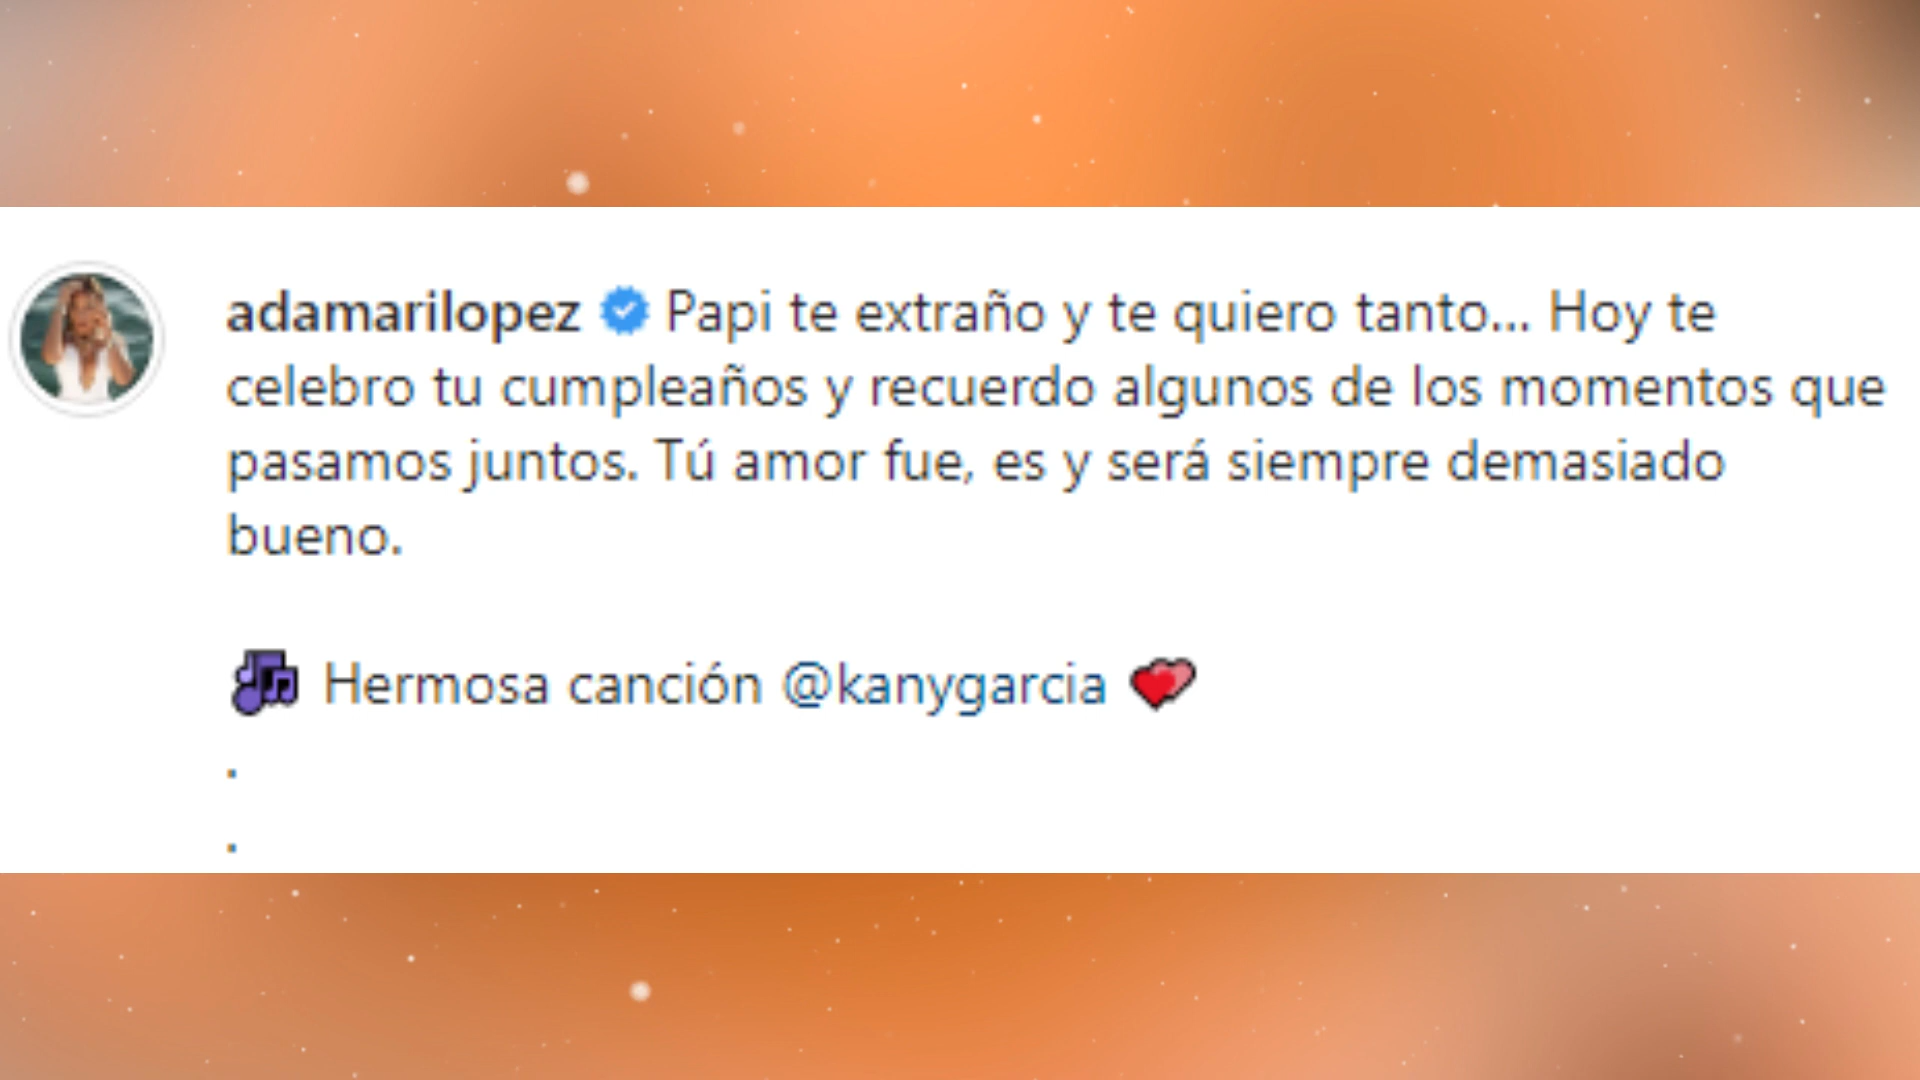 adamarilopez Papi te extraño y te quiero tanto... Hoy te
celebro tu cumpleaños y recuerdo algunos de los momentos que
pasamos juntos. Tú amor fue, es y será siempre demasiado
bueno.
🎶 Hermosa canción @kanygarcia 💕
.
.